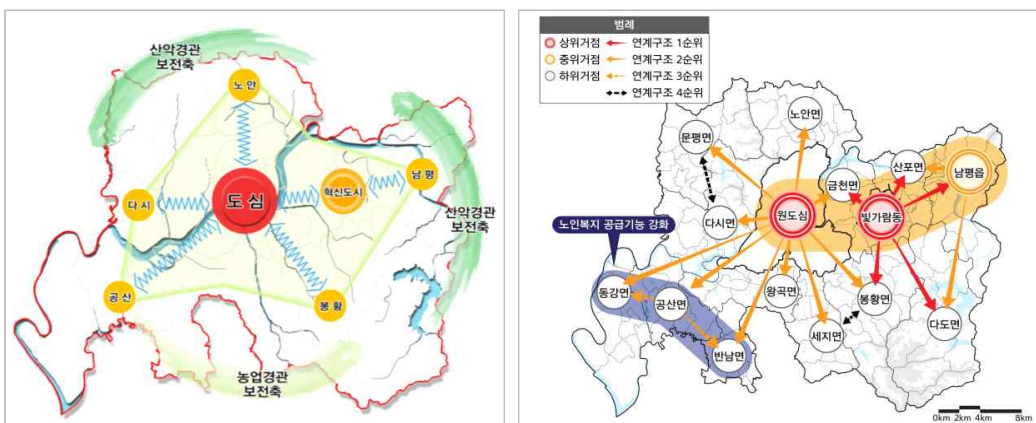 산악경관
보전축
노안
남평
혁신도시
도심
다시
산악경관
보전축
공산
봉황
농업경관
보전축
범례
상위거점
연계구조 1순위
중위거점
연계구조 2순위
하위거점
연계구조 3순위
연계구조 4순위
노안면
문평면
산포면
남평읍
금천면
다시면
원도심
빛가람동
노인복지 공급기능 강화
동강면
공산면
왕곡면
봉황면
다도면
세지면
반남면
0km 2km 4km 8km